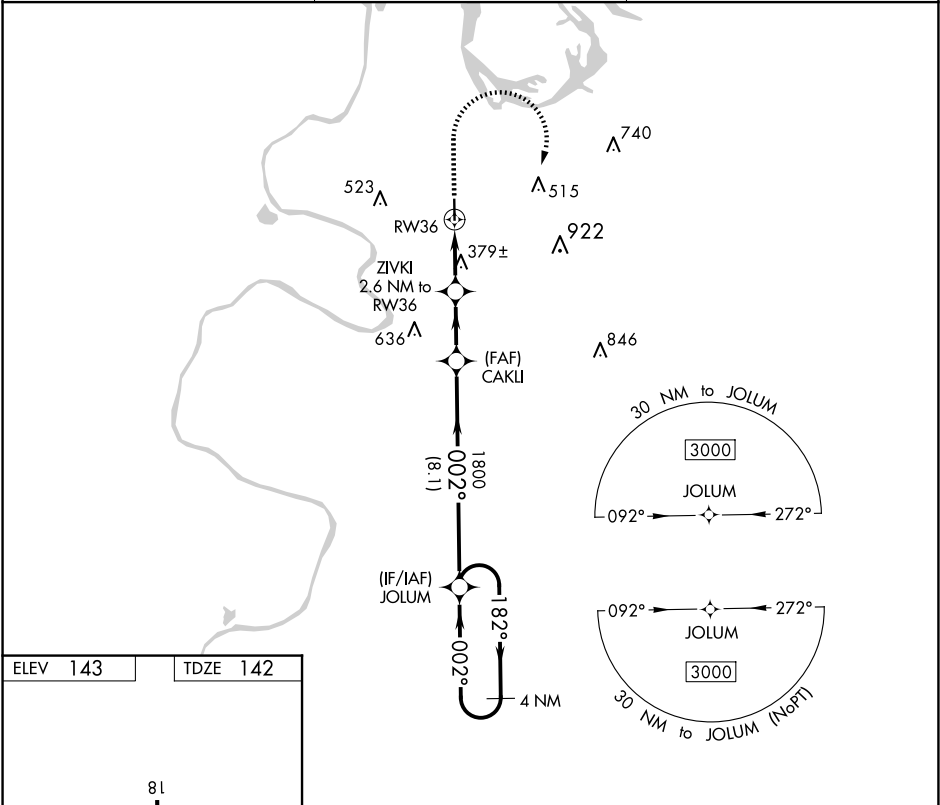 740
523
515
RW36
922
379±
ZIVKI
2.6 NM to
RW36
636
846
(FAF)
CAKLI
30 NM to JOLUM
3000
1800
002°
(8.1)
JOLUM
092°
272°
(IF/IAF)
JOLUM
182°
002°
4 NM
092°
272°
JOLUM
3000
30 NM to JOLUM (NoPT)
ELEV 143
TDZE 142
18